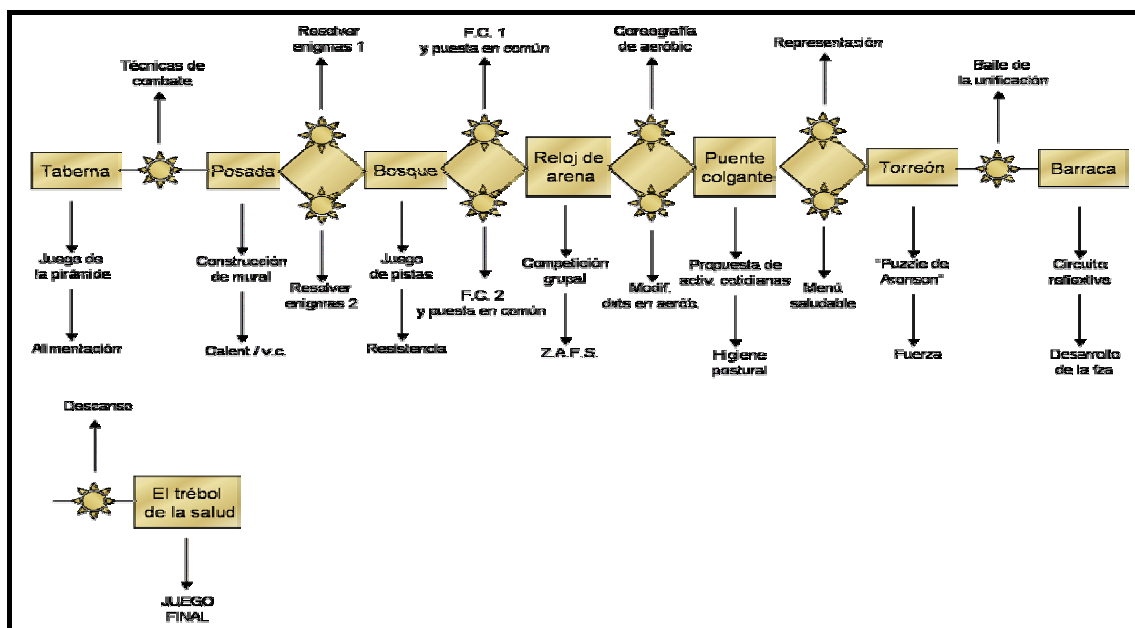 Resolver
enigmas 1
F.C. 1
y puesta en común
Coreografía
de aeróbic
Representación
Técnicas de
combate
Baile de
la unificación
Taberna
Posada
Bosque
Reloj de
arena
Puente
colgante
Torreón
Barraca
Juego de
la pirámide
Construcción
de mural
Resolver
enigmas 2
Juego
de pistas
F.C. 2
y puesta en común
Competición
grupal
Modif.
dnts en aerób.
Propuesta de
activ. cotidianas
Menú
saludable
"Puzzle de
Aronson"
Circuito
reflexivo
Alimentación
Calent / v.c.
Resistencia
Z.A.F.S.
Higiene
postural
Fuerza
Desarrollo
de la fza
Descanso
El trébol
de la salud
JUEGO
FINAL